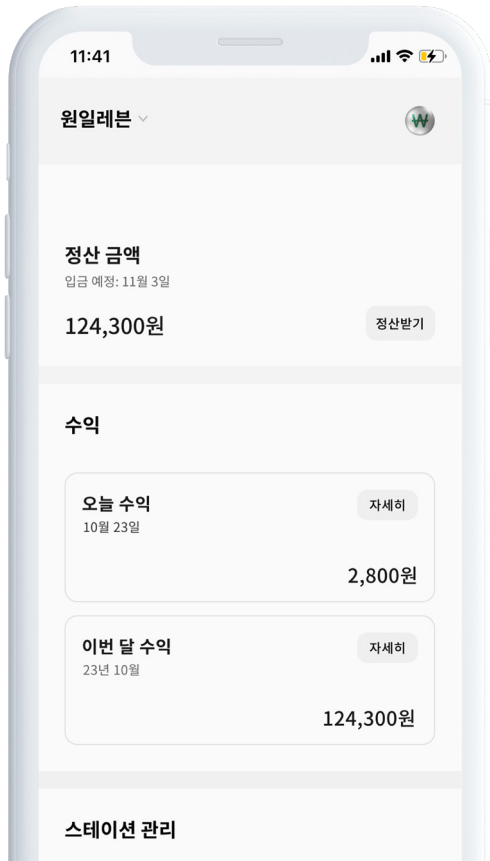 11:41
원일레븐
₩
정산 금액
입금 예정: 11월 3일
124,300원
정산받기
수익
오늘 수익
자세히
10월 23일
2,800원
이번 달 수익
자세히
23년 10월
124,300원
스테이션 관리